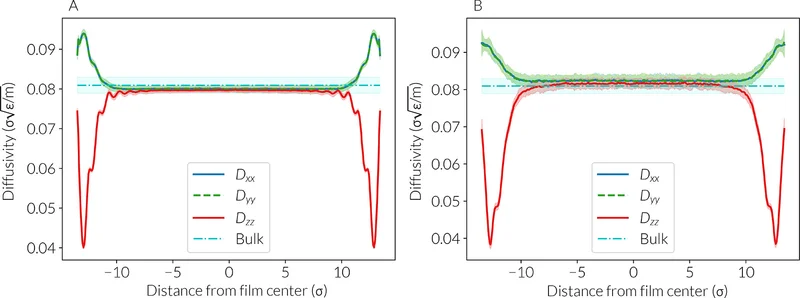 A
Diffusivity (σ√ε/m)
0.09
0.08
0.07
0.06
0.05
0.04
−10
−5
0
5
10
Distance from film center (σ)
Dxx
Dyy
Dzz
Bulk
B
Diffusivity (σ√ε/m)
0.09
0.08
0.07
0.06
0.05
0.04
−10
−5
0
5
10
Distance from film center (σ)
Dxx
Dyy
Dzz
Bulk